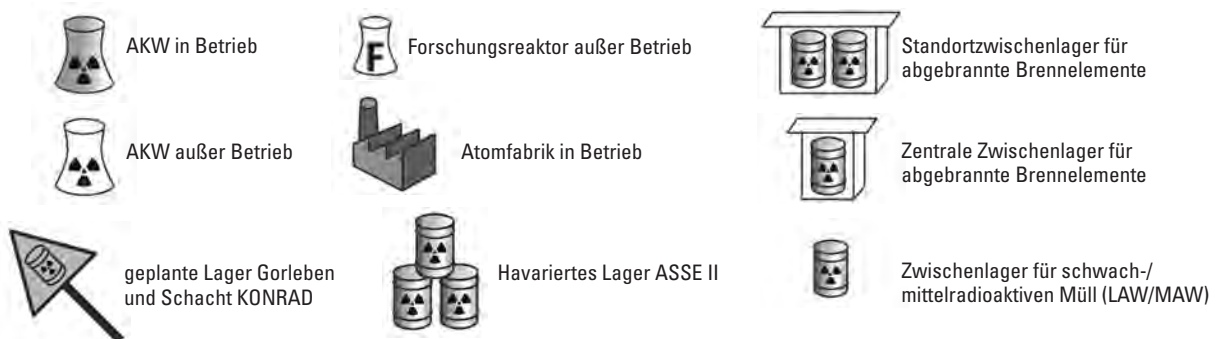 AKW in Betrieb
Forschungsreaktor außer Betrieb
Standortzwischenlager für
abgebrannte Brennelemente
AKW außer Betrieb
Atomfabrik in Betrieb
Zentrale Zwischenlager für
abgebrannte Brennelemente
geplante Lager Gorleben
und Schacht KONRAD
Havariertes Lager ASSE II
Zwischenlager für schwach-/
mittelradioaktiven Müll (LAW/MAW)
F